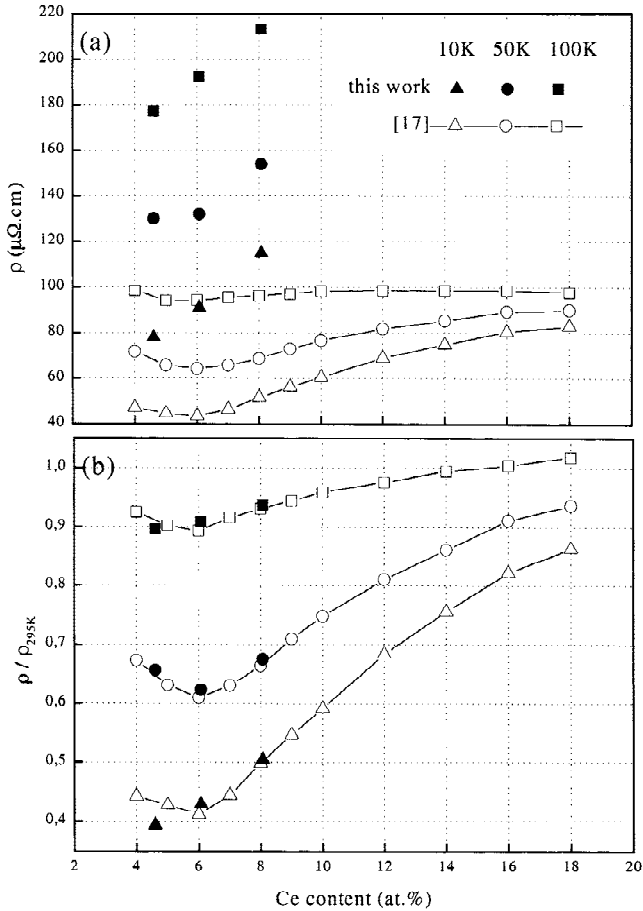 220
(a)
10K 50K 100K
200
this work
180
[17]
160
140
120
100
80
60
40
ρ (μΩ.cm)
(b)
1,0
0,9
0,8
0,7
0,6
0,5
0,4
ρ / ρ295K
2 4 6 8 10 12 14 16 18 20
Ce content (at.%)